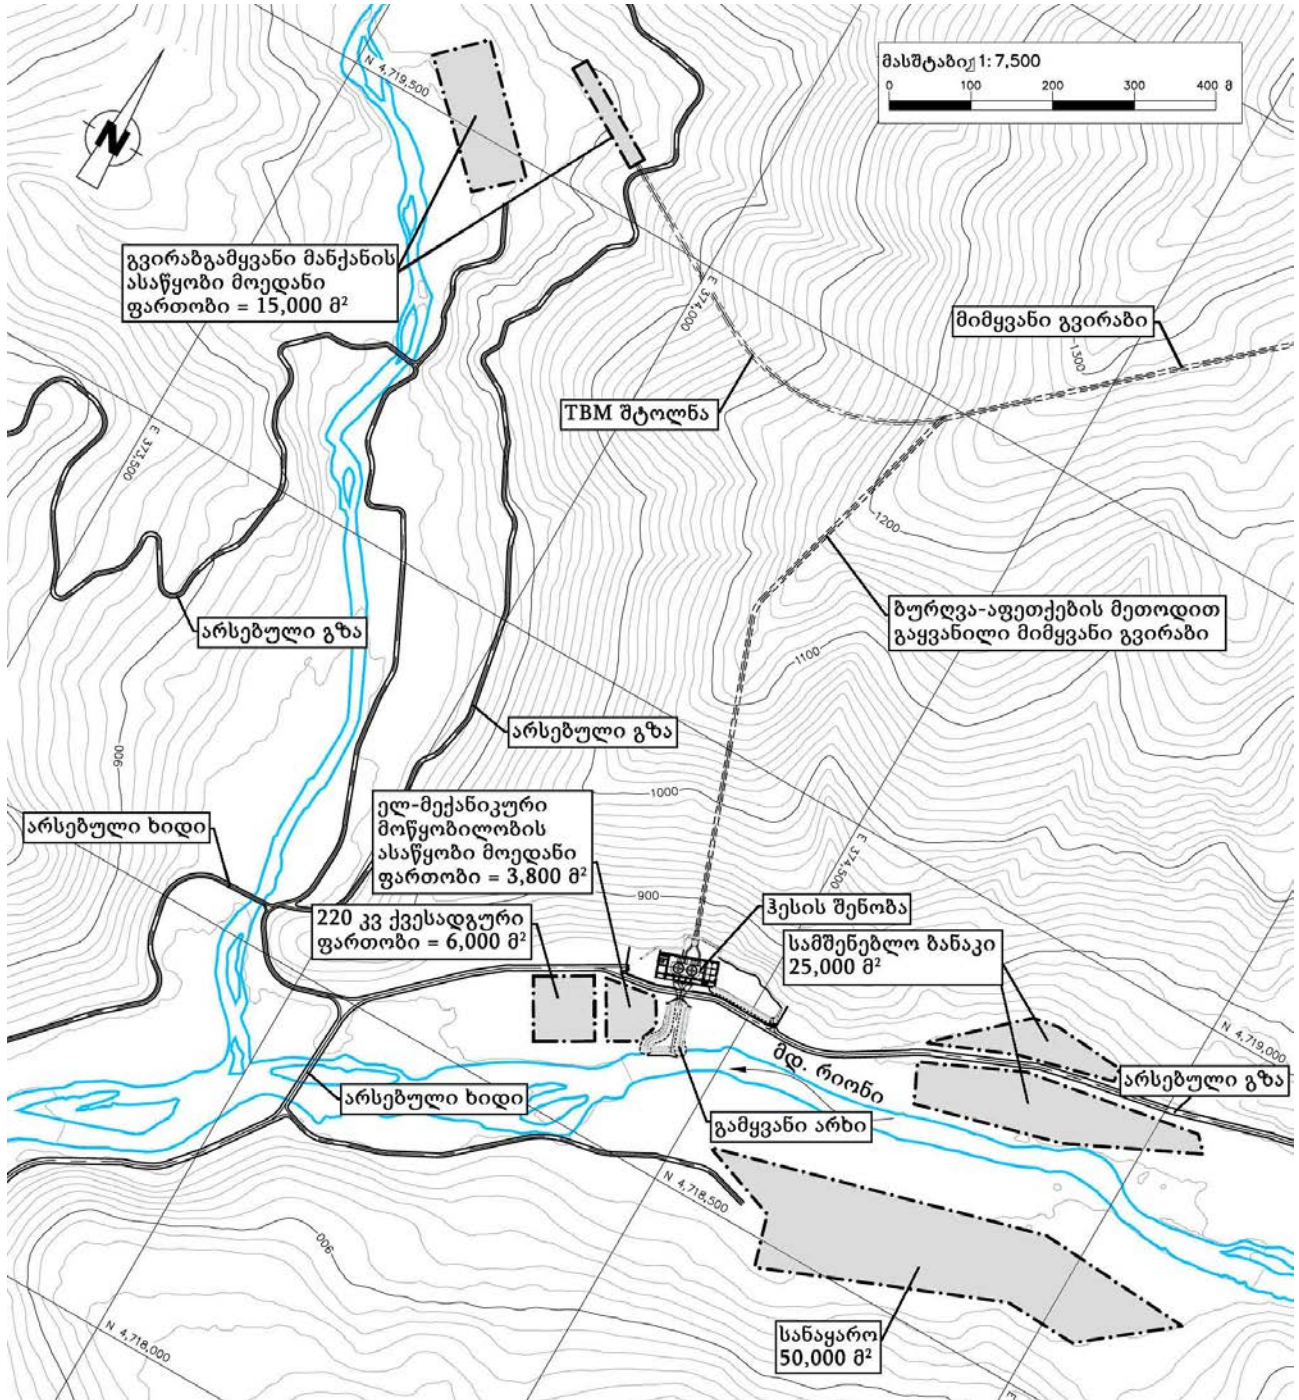 მასშტაბიჟ 1: 7,500
0 100 200 300 400 მ
N 4,719,500
N
გვირაბგამყვანი მანქანის
ასაწყობი მოედანი
ფართობი = 15,000 მ²
E 374,000
მიმყვანი გვირაბი
1300
TBM შტოლნა
E 373,500
1200
ბურღვა-აფეთქების მეთოდით
გაყვანილი მიმყვანი გვირაბი
არსებული გზა
1100
არსებული გზა
900
1000
ელ-მექანიკური
მოწყობილობის
ასაწყობი მოედანი
ფართობი = 3,800 მ²
არსებული ხიდი
E 374,500
900
ჰესის შენობა
220 კვ ქვესადგური
ფართობი = 6,000 მ²
სამშენებლო ბანაკი
25,000 მ²
N 4,719,000
მდ. რიონი
არსებული გზა
არსებული ხიდი
გამყვანი არხი
N 4,718,500
900
სანაყარო
50,000 მ²
N 4,718,000
E